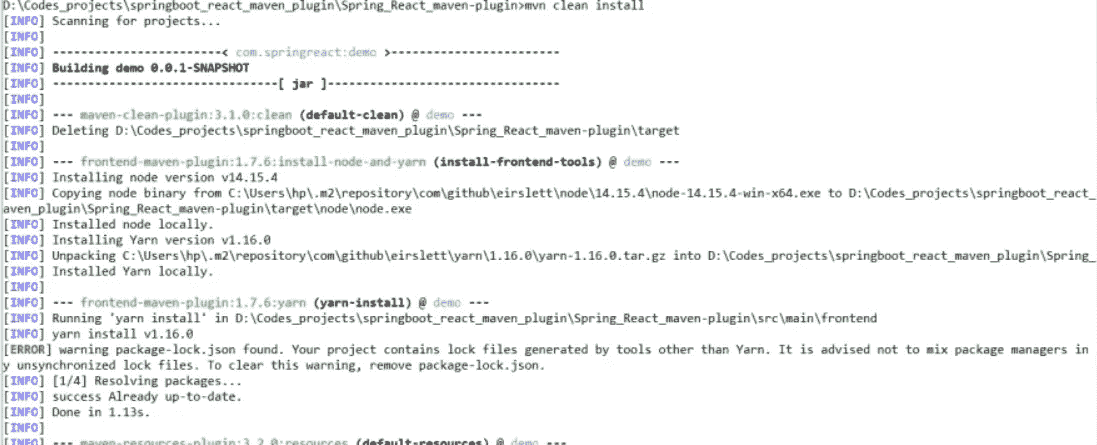 D:\Codes_projects\springboot_react_maven_plugin\Spring_React_maven-plugin>mvn clean install
[INFO] Scanning for projects...
[INFO]
[INFO] -----------------------< com.springreact:demo >-----------------------
[INFO] Building demo 0.0.1-SNAPSHOT
[INFO] --------------------------------[ jar ]---------------------------------
[INFO]
[INFO] --- maven-clean-plugin:3.1.0:clean (default-clean) @ demo ---
[INFO] Deleting D:\Codes_projects\springboot_react_maven_plugin\Spring_React_maven-plugin\target
[INFO]
[INFO] --- frontend-maven-plugin:1.7.6:install-node-and-yarn (install-frontend-tools) @ demo ---
[INFO] Installing node version v14.15.4
[INFO] Copying node binary from C:\Users\hp\.m2\repository\com\github\eirslett\node\14.15.4\node-14.15.4-win-x64.exe to D:\Codes_projects\springboot_react_
aven_plugin\Spring_React_maven-plugin\target\node\node.exe
[INFO] Installed node locally.
[INFO] Installing Yarn version v1.16.0
[INFO] Unpacking C:\Users\hp\.m2\repository\com\github\eirslett\yarn\1.16.0\yarn-1.16.0.tar.gz into D:\Codes_projects\springboot_react_maven_plugin\Spring_
[INFO] Installed Yarn locally.
[INFO]
[INFO] --- frontend-maven-plugin:1.7.6:yarn (yarn-install) @ demo ---
[INFO] Running 'yarn install' in D:\Codes_projects\springboot_react_maven_plugin\Spring_React_maven-plugin\src\main\frontend
[INFO] yarn install v1.16.0
[ERROR] warning package-lock.json found. Your project contains lock files generated by tools other than Yarn. It is advised not to mix package managers in
y unsynchronized lock files. To clear this warning, remove package-lock.json.
[INFO] [1/4] Resolving packages...
[INFO] success Already up-to-date.
[INFO] Done in 1.13s.
[INFO]
[INFO] --- maven-resources-plugin:3.2.0:resources (default-resources) @ demo ---